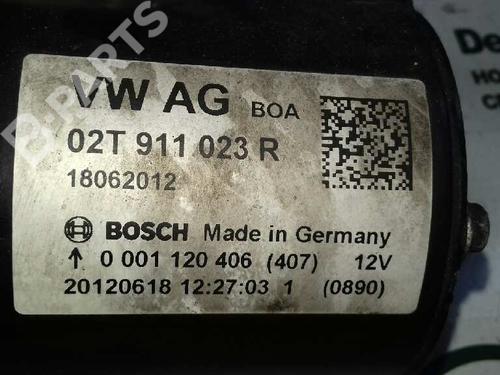 VW AG BOA
02T 911 023 R
18062012
BOSCH Made in Germany
↑ 0 001 120 406 (407) 12V
20120618 12:27:03 1 (0890)
B-PARTS